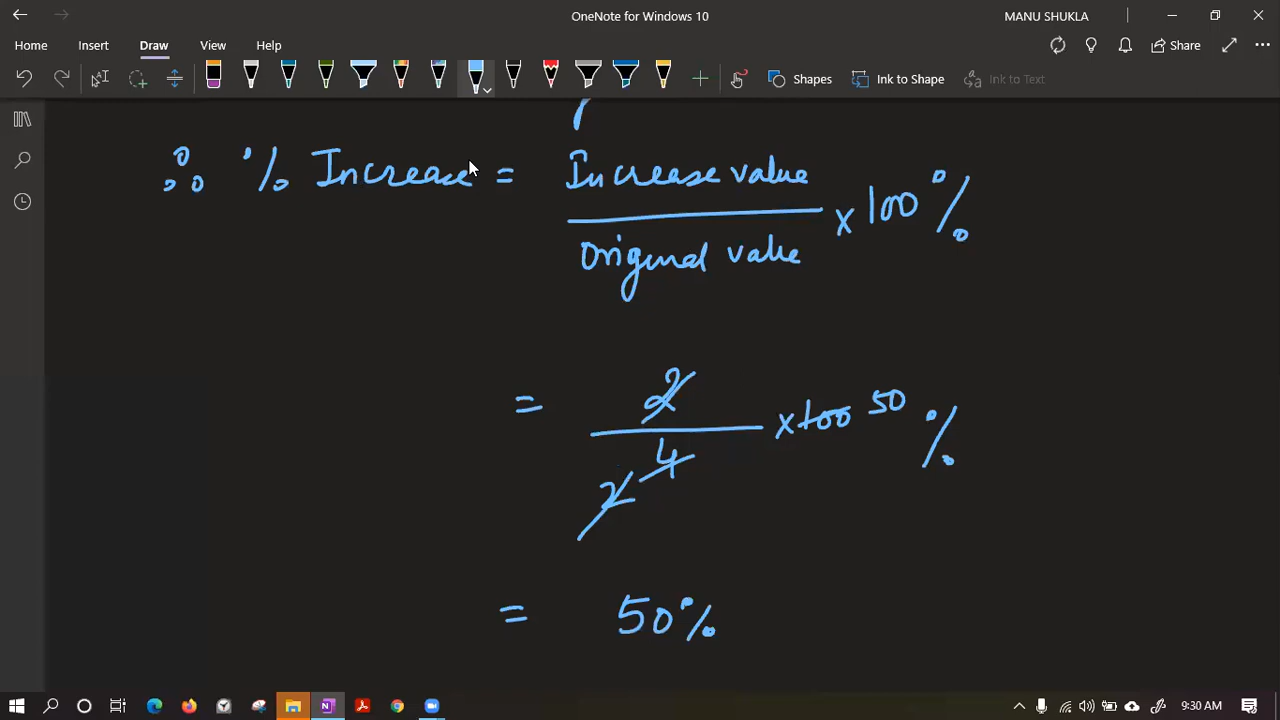 OneNote for Windows 10
MANU SHUKLA
Home Insert Draw View Help
Share
Shapes Ink to Shape Ink to Text
% Increase = Increase value / Original value × 100 %
= 2 / 4 × 100 50 %
2
= 50%
9:30 AM